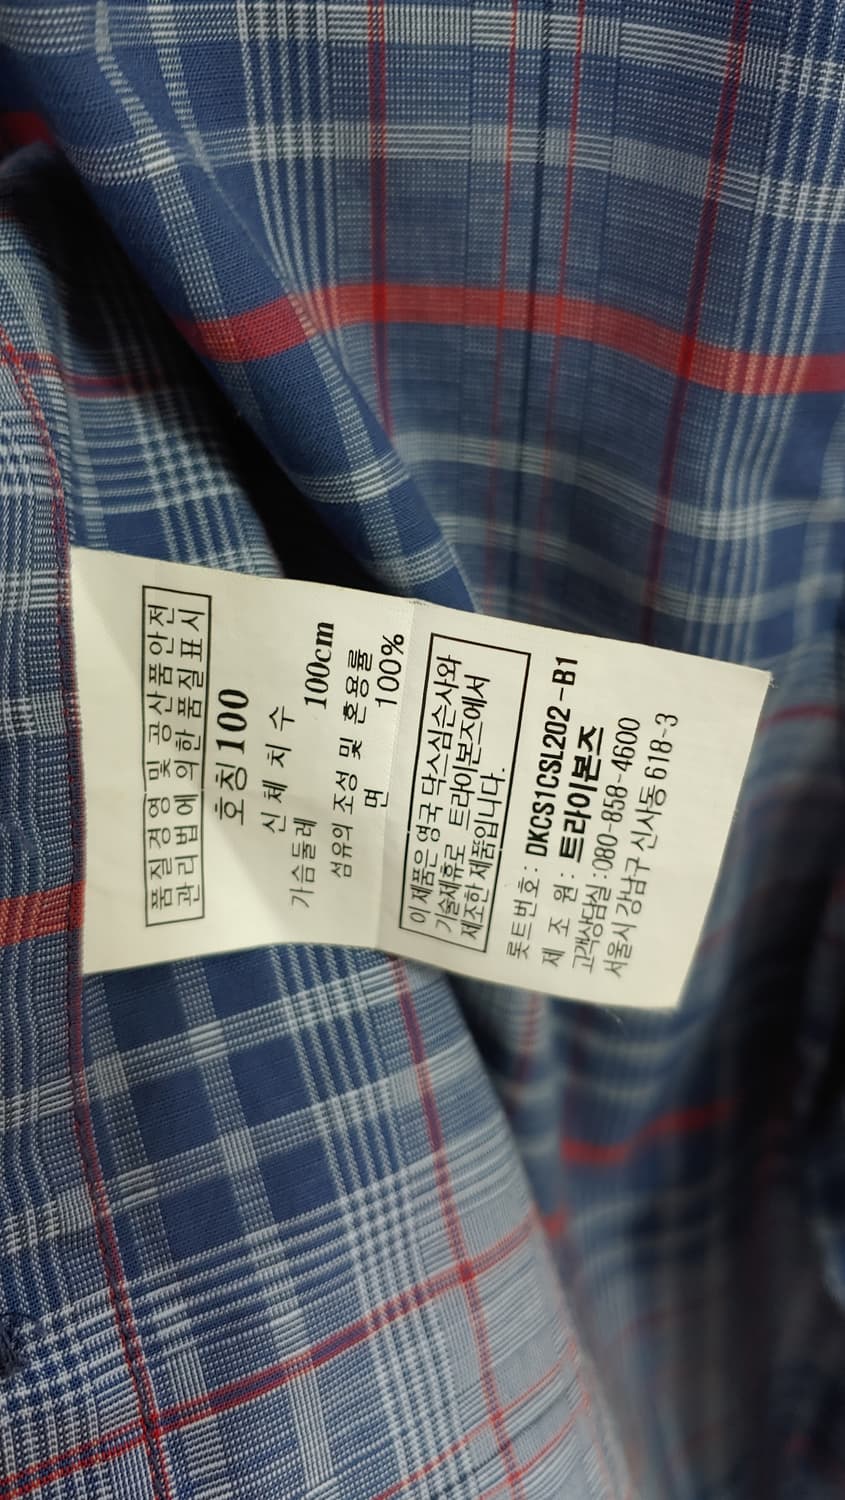 품질경영 및 공산품안전
관리법에 의한 품질표시
호칭100
신체치수
가슴둘레 100cm
섬유의 조성 및 혼용률
면 100%
이 제품은 영국 닥스심슨사와
기술제휴로 트라이본즈에서
제조한 제품입니다.
롯트번호 : DKCS1CSL202-B1
제 조 원 : 트라이본즈
고객상담실 : 080-858-4600
서울시 강남구 신사동 618-3